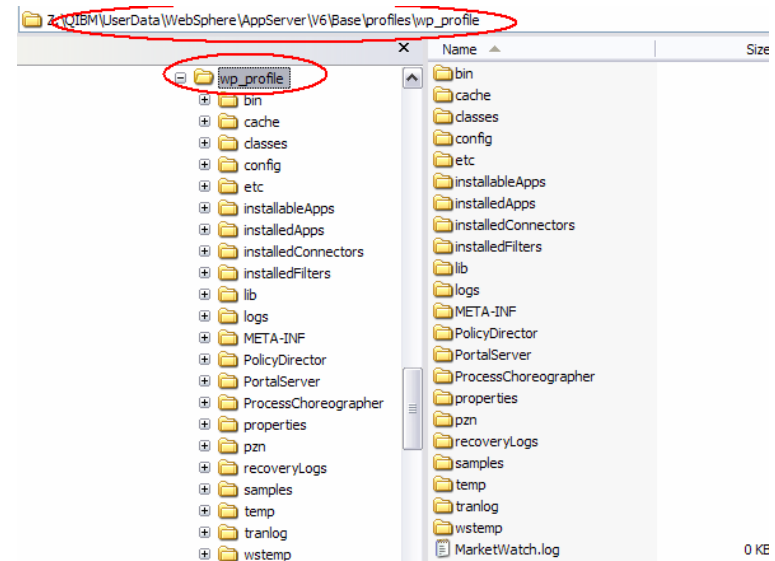 Z:\QIBM\UserData\WebSphere\AppServer\V6\Base\profiles\wp_profile
Name Size
wp_profile
bin
cache
classes
config
etc
installableApps
installedApps
installedConnectors
installedFilters
lib
logs
META-INF
PolicyDirector
PortalServer
ProcessChoreographer
properties
pzn
recoveryLogs
samples
temp
tranlog
wstemp
bin
cache
classes
config
etc
installableApps
installedApps
installedConnectors
installedFilters
lib
logs
META-INF
PolicyDirector
PortalServer
ProcessChoreographer
properties
pzn
recoveryLogs
samples
temp
tranlog
wstemp
MarketWatch.log 0 KB